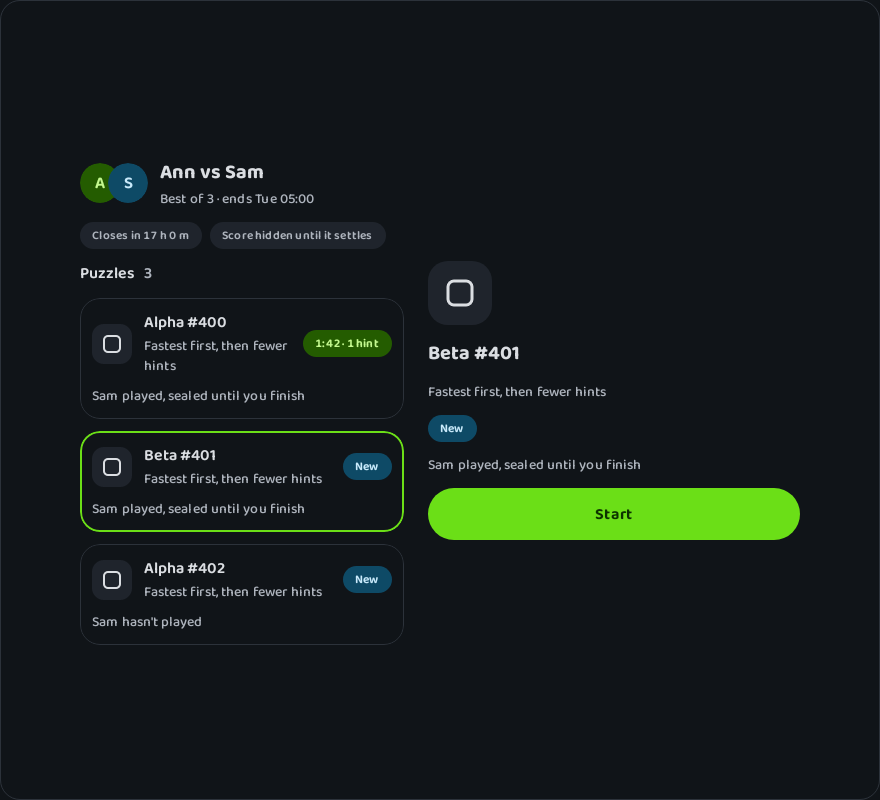 A
S
Ann vs Sam
Best of 3 · ends Tue 05:00
Closes in 17 h 0 m
Score hidden until it settles
Puzzles 3
Alpha #400
Fastest first, then fewer
hints
1:42 · 1 hint
Sam played, sealed until you finish
Beta #401
Fastest first, then fewer hints
New
Sam played, sealed until you finish
Alpha #402
Fastest first, then fewer hints
New
Sam hasn't played
Beta #401
Fastest first, then fewer hints
New
Sam played, sealed until you finish
Start